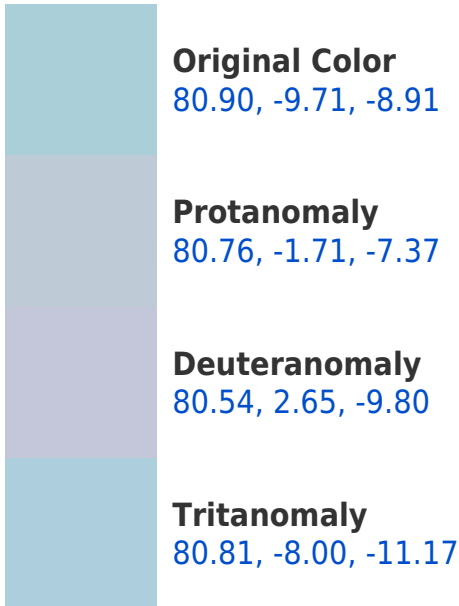 Original Color
80.90, -9.71, -8.91
Protanomaly
80.76, -1.71, -7.37
Deuteranomaly
80.54, 2.65, -9.80
Tritanomaly
80.81, -8.00, -11.17